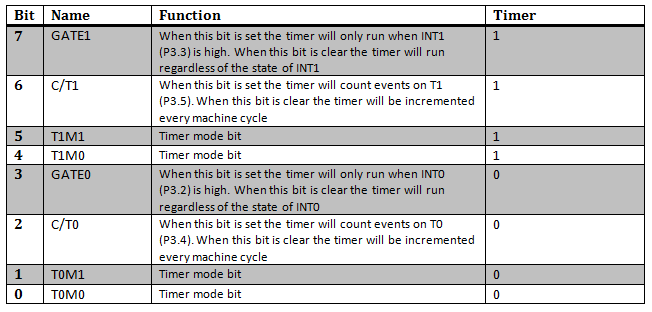 Bit Name Function Timer
7 GATE1 When this bit is set the timer will only run when INT1 1
(P3.3) is high. When this bit is clear the timer will run
regardless of the state of INT1
6 C/T1 When this bit is set the timer will count events on T1 1
(P3.5). When this bit is clear the timer will be incremented
every machine cycle
5 T1M1 Timer mode bit 1
4 T1M0 Timer mode bit 1
3 GATE0 When this bit is set the timer will only run when INT0 0
(P3.2) is high. When this bit is clear the timer will run
regardless of the state of INT0
2 C/T0 When this bit is set the timer will count events on T0 0
(P3.4). When this bit is clear the timer will be incremented
every machine cycle
1 T0M1 Timer mode bit 0
0 T0M0 Timer mode bit 0